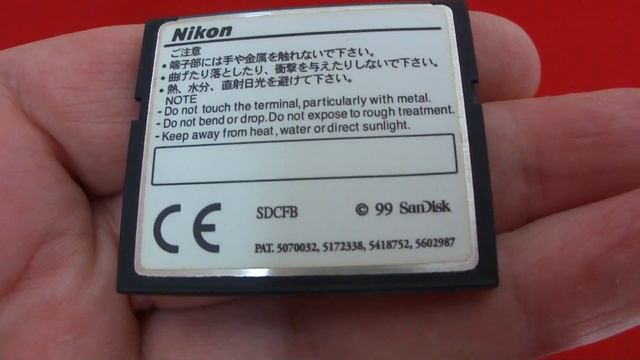 Nikon
ご注意
・端子部には手や金属を触れないで下さい。
・曲げたり落としたり、衝撃を与えたりしないで下さい。
・熱、水分、直射日光を避けて下さい。
NOTE
- Do not touch the terminal, particularly with metal.
- Do not bend or drop. Do not expose to rough treatment.
- Keep away from heat, water or direct sunlight.
CE SDCFB © 99 SanDisk
PAT. 5070032, 5172338, 5418752, 5602987